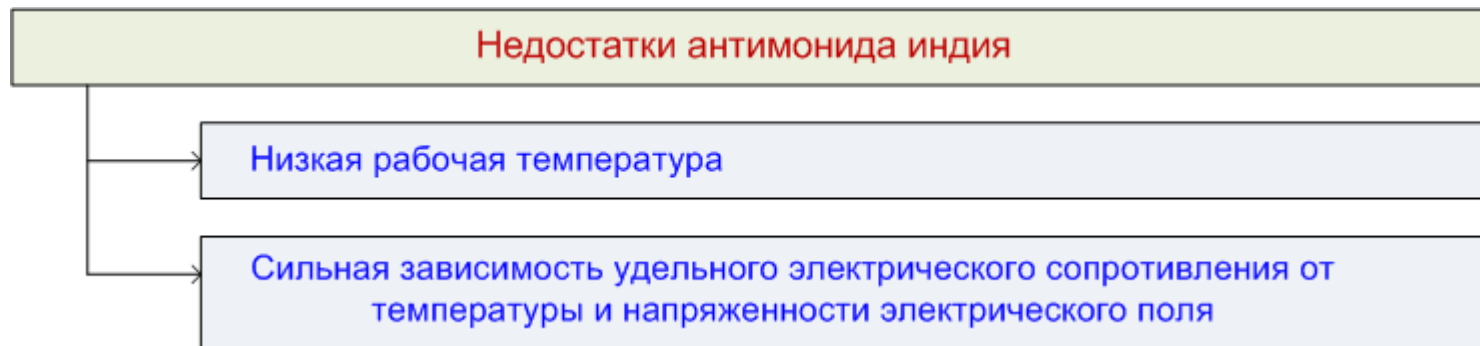 Недостатки антимонида индия
Низкая рабочая температура
Сильная зависимость удельного электрического сопротивления от
температуры и напряженности электрического поля